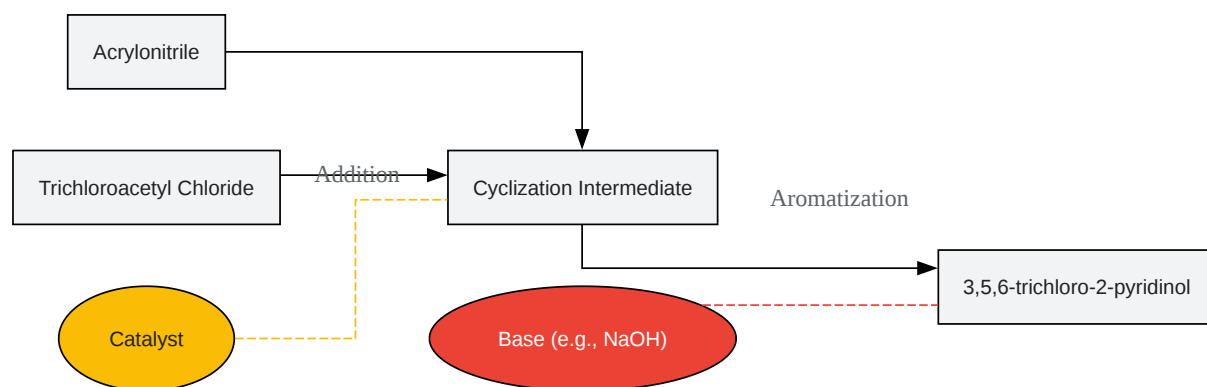 Acrylonitrile
Trichloroacetyl Chloride
Addition
Cyclization Intermediate
Aromatization
3,5,6-trichloro-2-pyridinol
Catalyst
Base (e.g., NaOH)